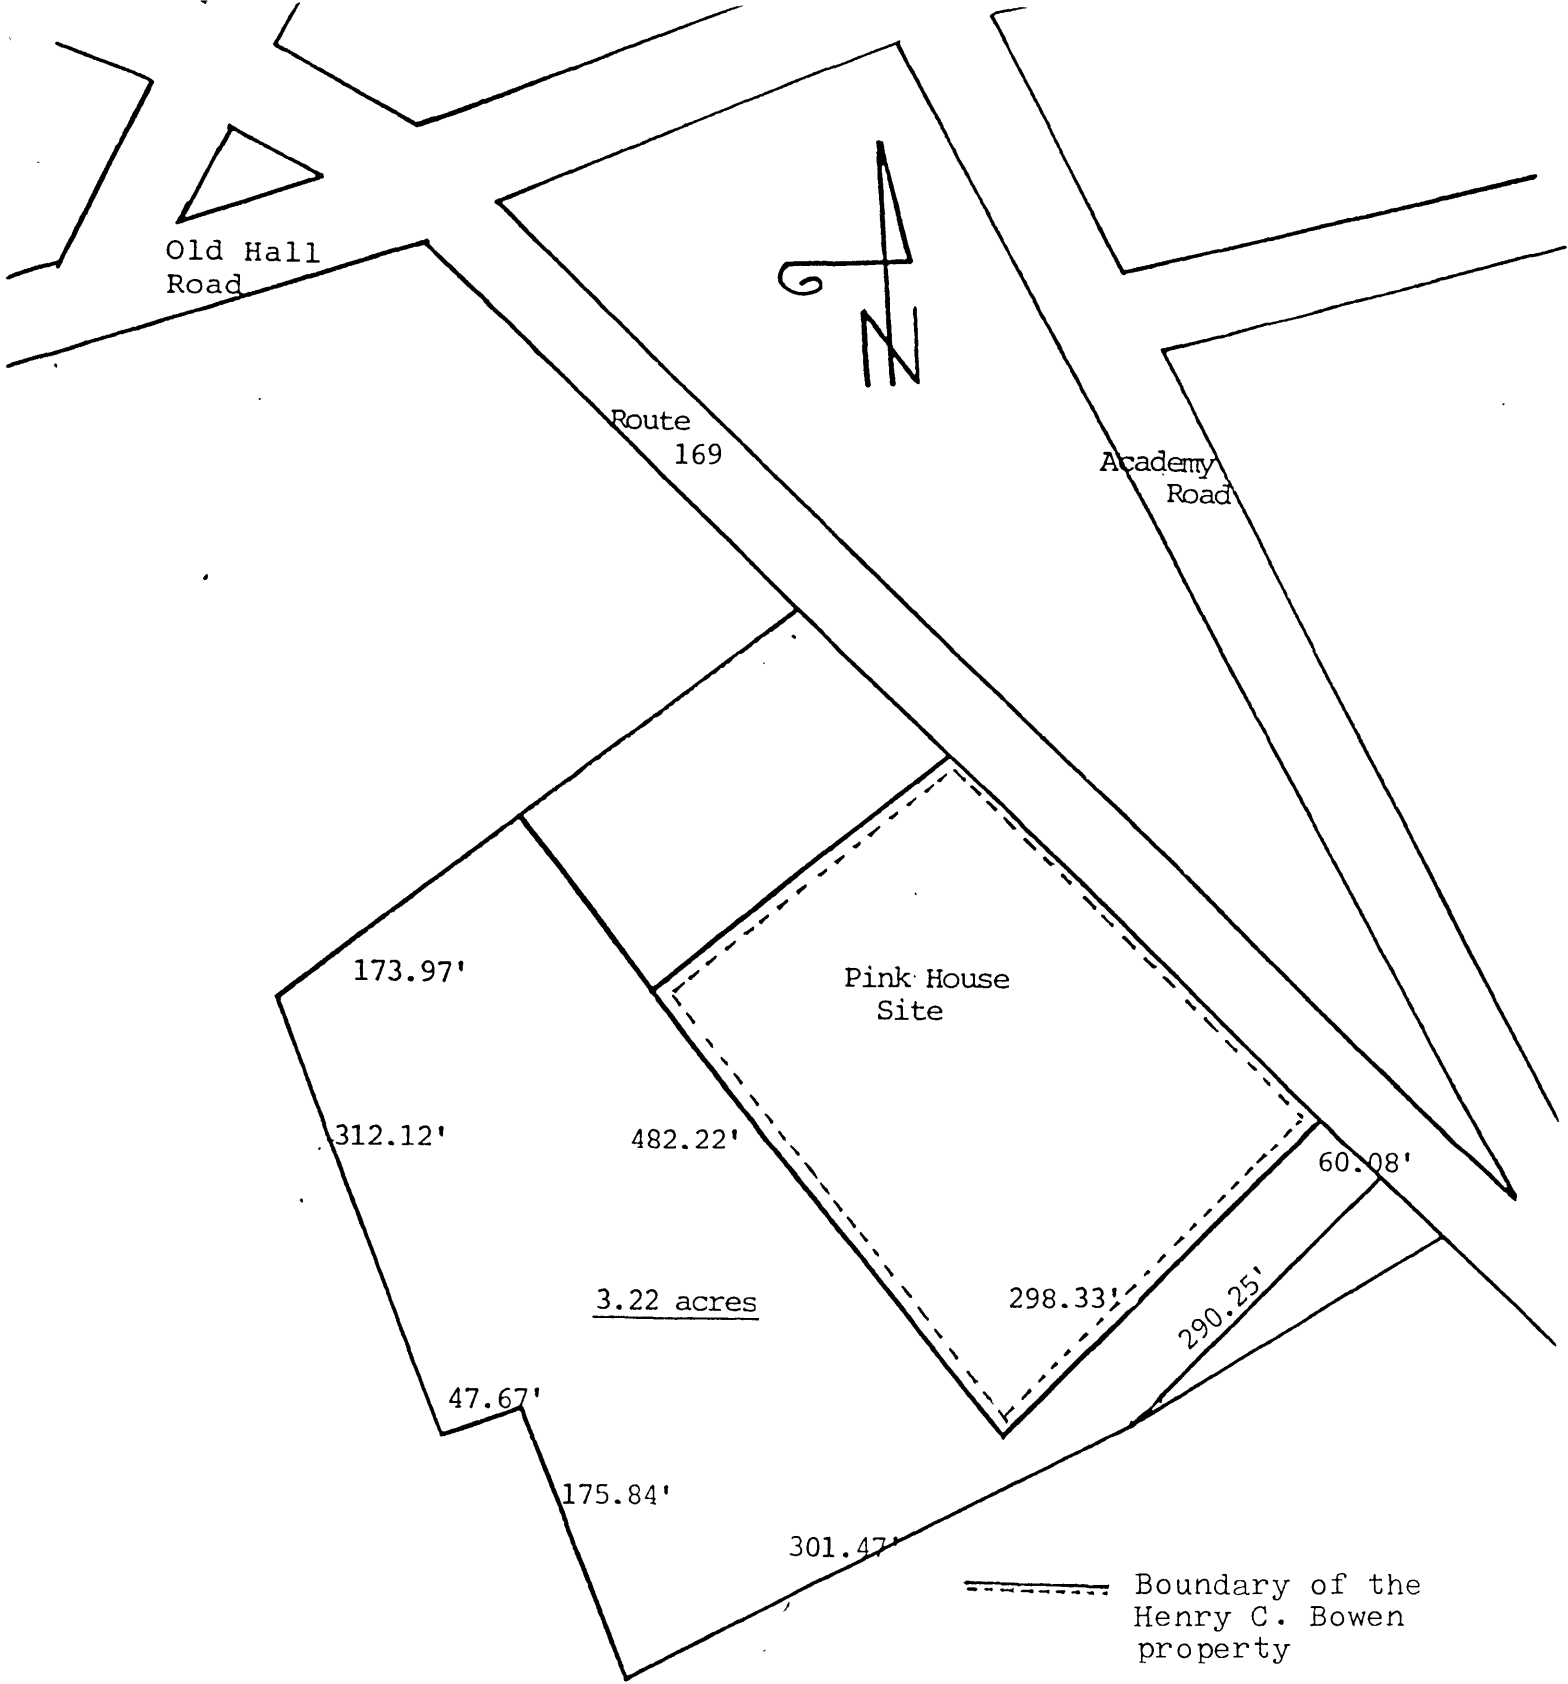 Old Hall
Road
N
Route
169
Academy
Road
173.97'
Pink House
Site
312.12'
482.22'
60.08'
298.33'
290.25'
3.22 acres
47.67'
175.84'
301.47'
Boundary of the
Henry C. Bowen
property